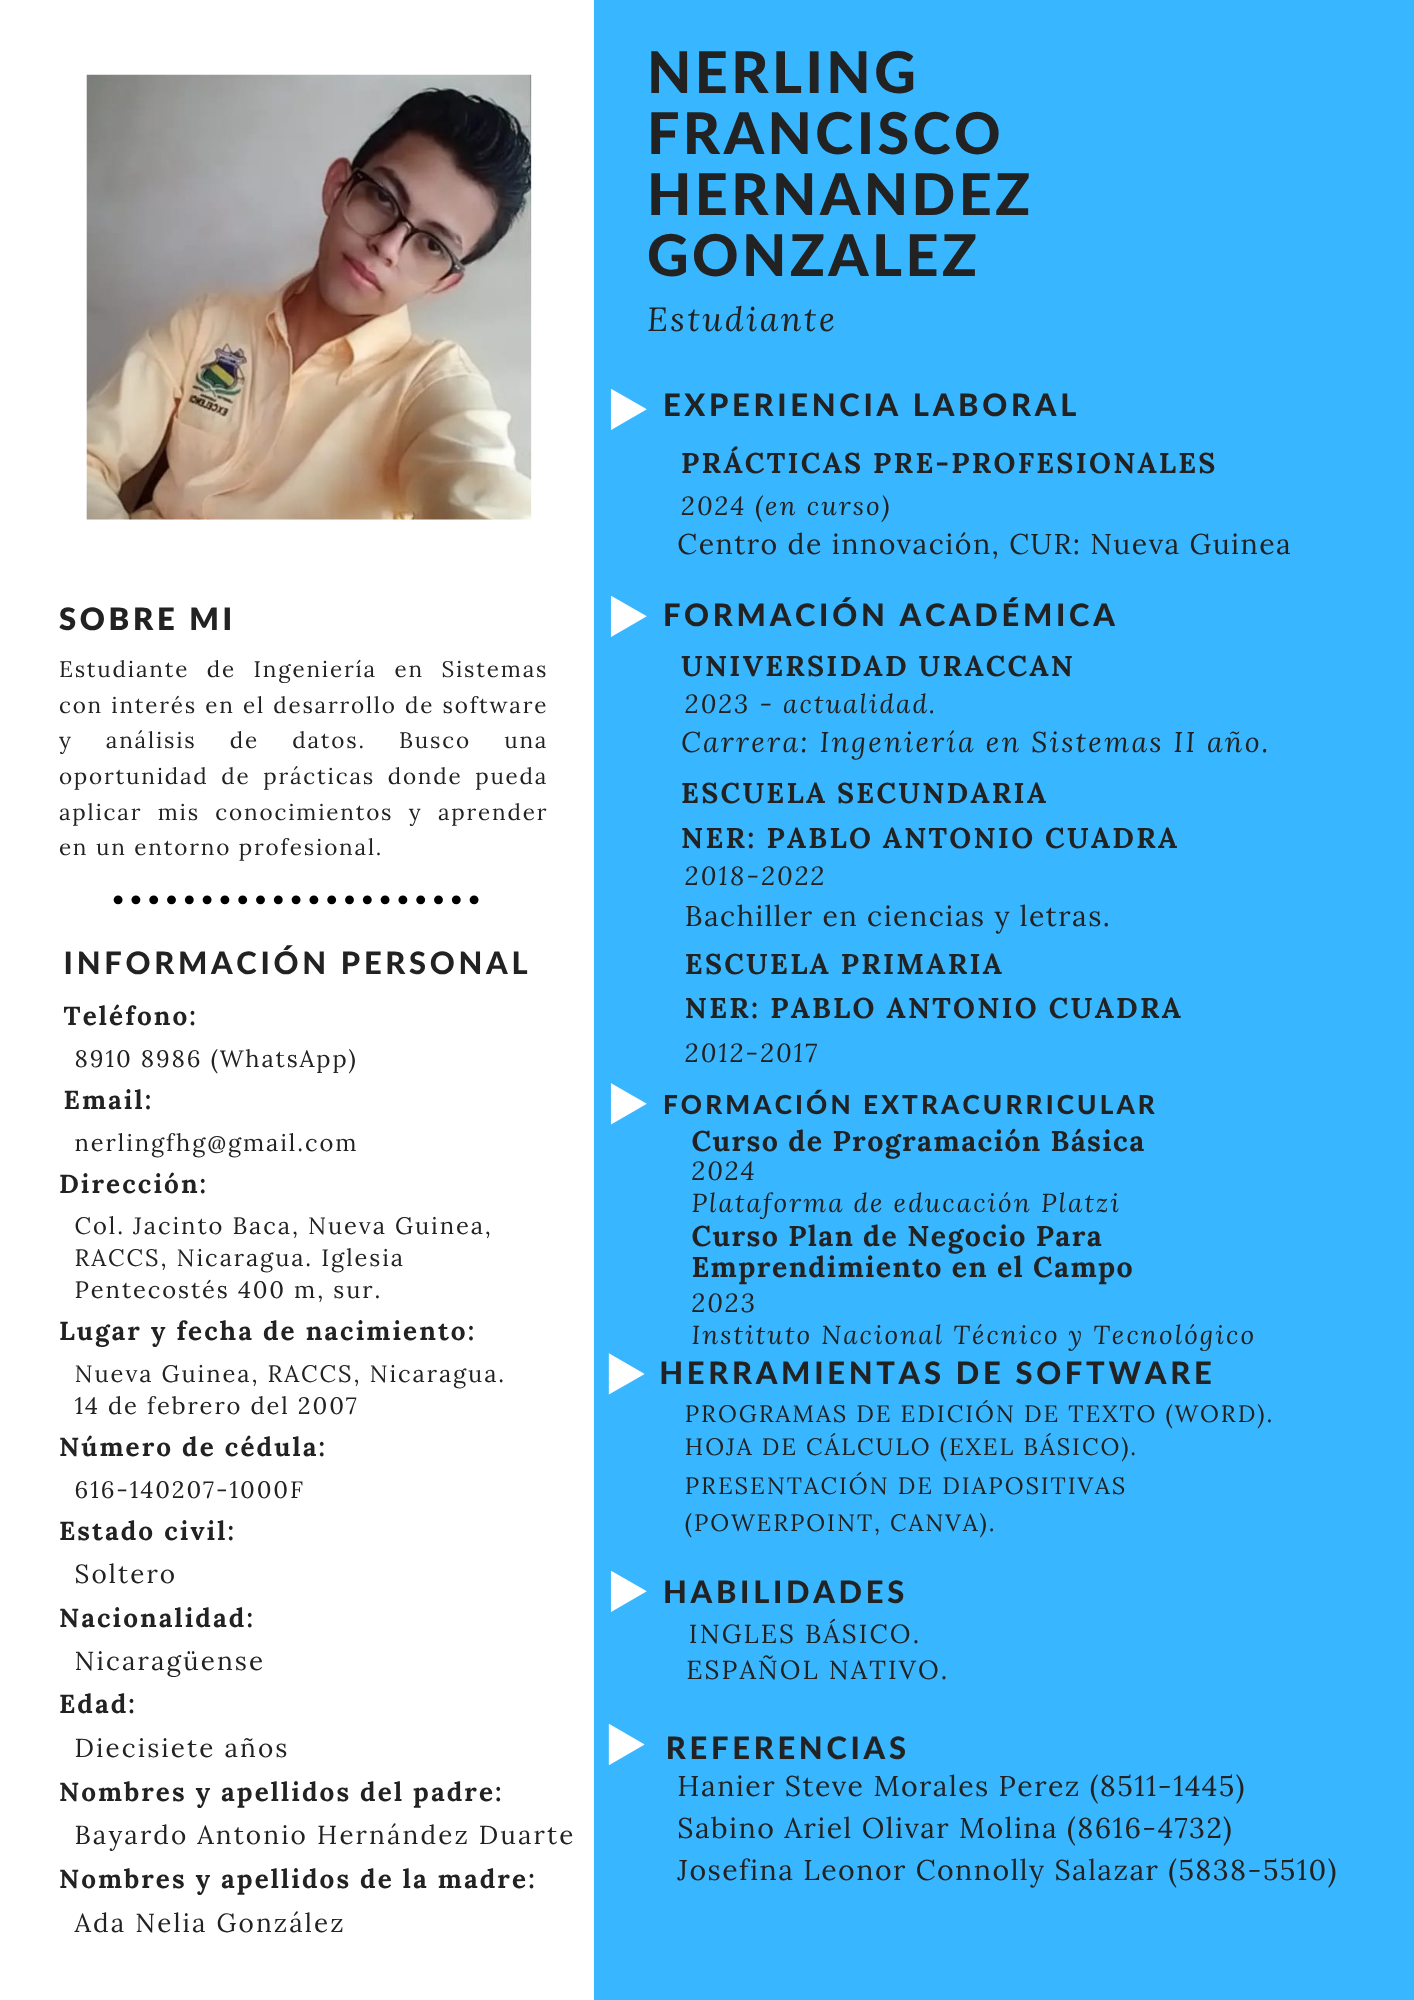 NERLING
FRANCISCO
HERNANDEZ
GONZALEZ
Estudiante
SOBRE MI
Estudiante de Ingeniería en Sistemas
con interés en el desarrollo de software
y análisis de datos. Busco una
oportunidad de prácticas donde pueda
aplicar mis conocimientos y aprender
en un entorno profesional.
INFORMACIÓN PERSONAL
Teléfono:
8910 8986 (WhatsApp)
Email:
nerlingfhg@gmail.com
Dirección:
Col. Jacinto Baca, Nueva Guinea,
RACCS, Nicaragua. Iglesia
Pentecostés 400 m, sur.
Lugar y fecha de nacimiento:
Nueva Guinea, RACCS, Nicaragua.
14 de febrero del 2007
Número de cédula:
616-140207-1000F
Estado civil:
Soltero
Nacionalidad:
Nicaragüense
Edad:
Diecisiete años
Nombres y apellidos del padre:
Bayardo Antonio Hernández Duarte
Nombres y apellidos de la madre:
Ada Nelia González
EXPERIENCIA LABORAL
PRÁCTICAS PRE-PROFESIONALES
2024 (en curso)
Centro de innovación, CUR: Nueva Guinea
FORMACIÓN ACADÉMICA
UNIVERSIDAD URACCAN
2023 - actualidad.
Carrera: Ingeniería en Sistemas II año.
ESCUELA SECUNDARIA
NER: PABLO ANTONIO CUADRA
2018-2022
Bachiller en ciencias y letras.
ESCUELA PRIMARIA
NER: PABLO ANTONIO CUADRA
2012-2017
FORMACIÓN EXTRACURRICULAR
Curso de Programación Básica
2024
Plataforma de educación Platzi
Curso Plan de Negocio Para
Emprendimiento en el Campo
2023
Instituto Nacional Técnico y Tecnológico
HERRAMIENTAS DE SOFTWARE
PROGRAMAS DE EDICIÓN DE TEXTO (WORD).
HOJA DE CÁLCULO (EXEL BÁSICO).
PRESENTACIÓN DE DIAPOSITIVAS
(POWERPOINT, CANVA).
HABILIDADES
INGLES BÁSICO.
ESPAÑOL NATIVO.
REFERENCIAS
Hanier Steve Morales Perez (8511-1445)
Sabino Ariel Olivar Molina (8616-4732)
Josefina Leonor Connolly Salazar (5838-5510)